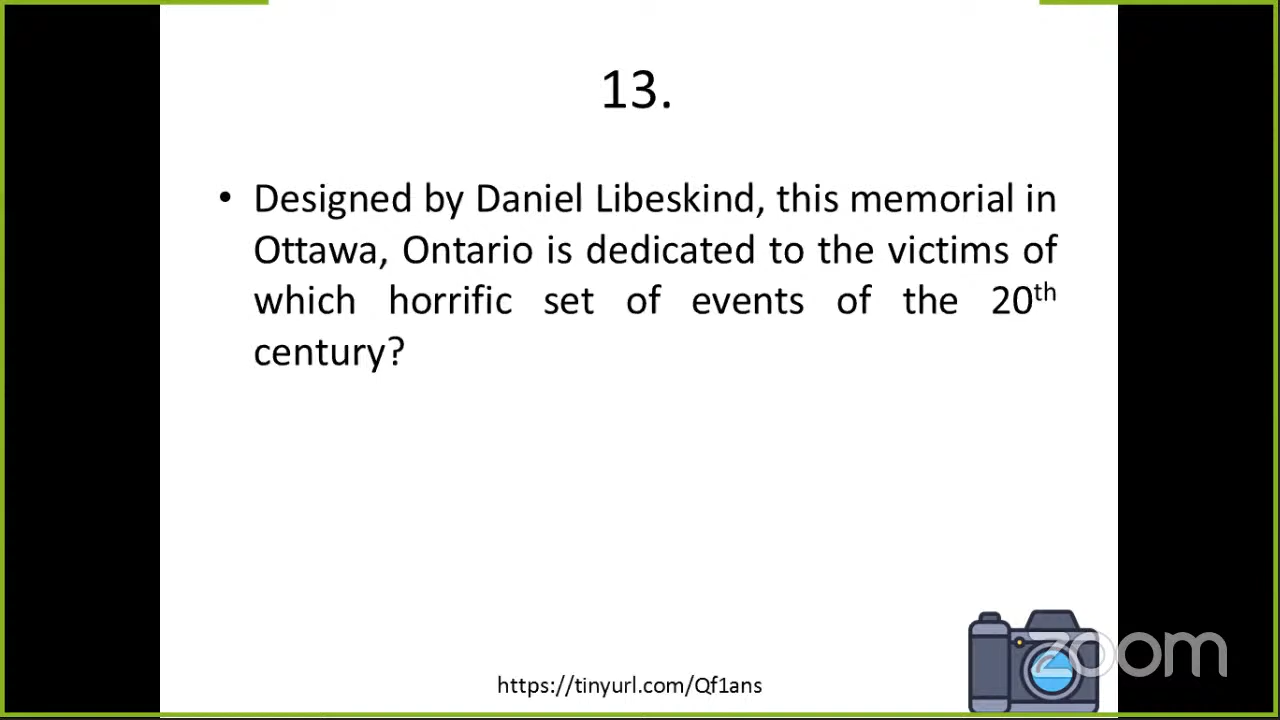 13.
• Designed by Daniel Libeskind, this memorial in
Ottawa, Ontario is dedicated to the victims of
which horrific set of events of the 20th
century?
zoom
https://tinyurl.com/Qf1ans